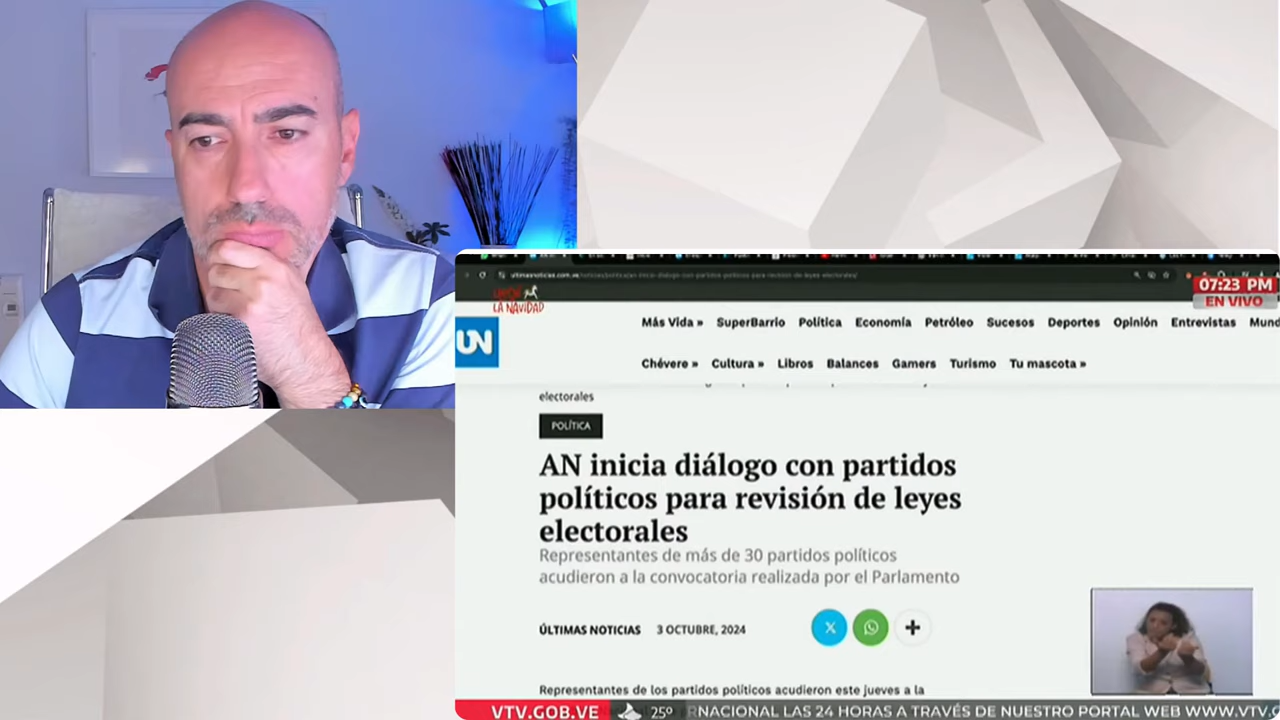 07:23 PM
EN VIVO
LA NAVIDAD
UN
Más Vida » SuperBarrio Política Economía Petróleo Sucesos Deportes Opinión Entrevistas Mund
Chévere » Cultura » Libros Balances Gamers Turismo Tu mascota »
electorales
POLÍTICA
AN inicia diálogo con partidos
políticos para revisión de leyes
electorales
Representantes de más de 30 partidos políticos
acudieron a la convocatoria realizada por el Parlamento
ÚLTIMAS NOTICIAS 3 OCTUBRE, 2024
Representantes de los partidos políticos acudieron este jueves a la
VTV.GOB.VE 25º RNACIONAL LAS 24 HORAS A TRAVÉS DE NUESTRO PORTAL WEB WWW.VTV.G